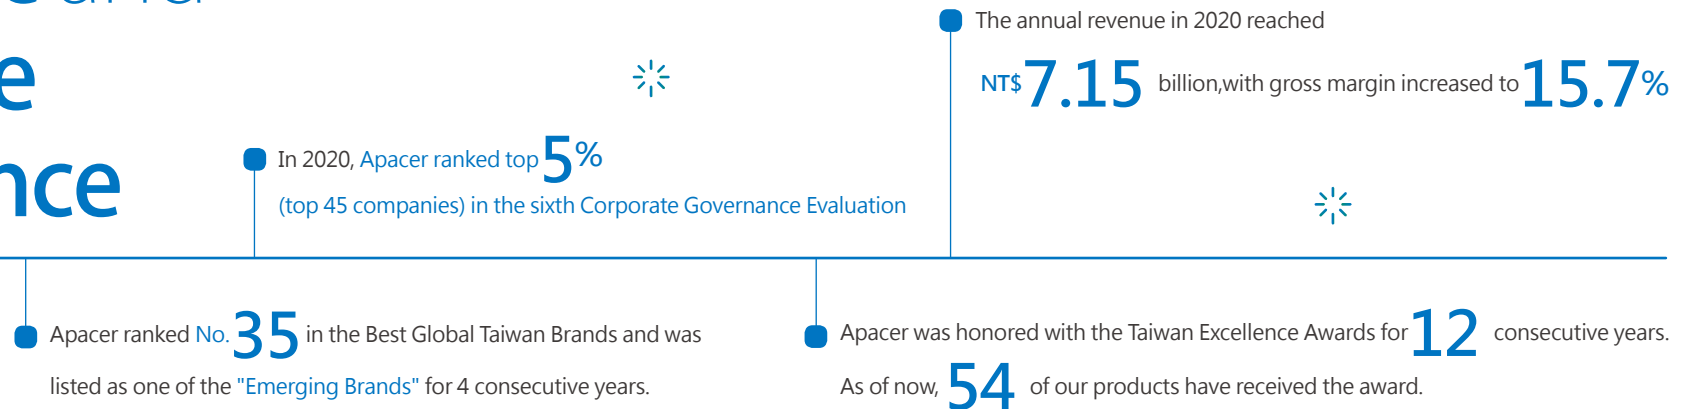 The annual revenue in 2020 reached
NT$7.15 billion,with gross margin increased to 15.7%
In 2020, Apacer ranked top 5%
(top 45 companies) in the sixth Corporate Governance Evaluation
Apacer ranked No. 35 in the Best Global Taiwan Brands and was
listed as one of the "Emerging Brands" for 4 consecutive years.
Apacer was honored with the Taiwan Excellence Awards for 12 consecutive years.
As of now, 54 of our products have received the award.